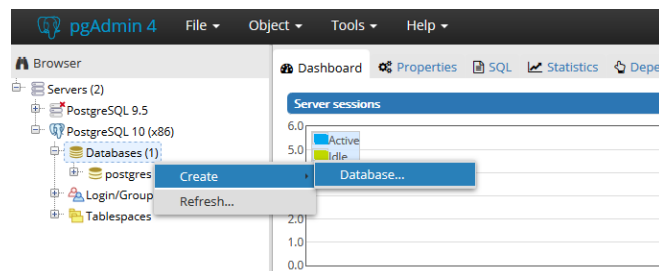 pgAdmin 4 File Object Tools Help
Browser
Dashboard Properties SQL Statistics
Servers (2)
PostgreSQL 9.5
PostgreSQL 10 (x86)
Databases (1)
postgres
Login/Group
Tablespaces
Create
Refresh...
Database...
Server sessions
6.0
5.0
Active
Idle
2.0
1.0
0.0